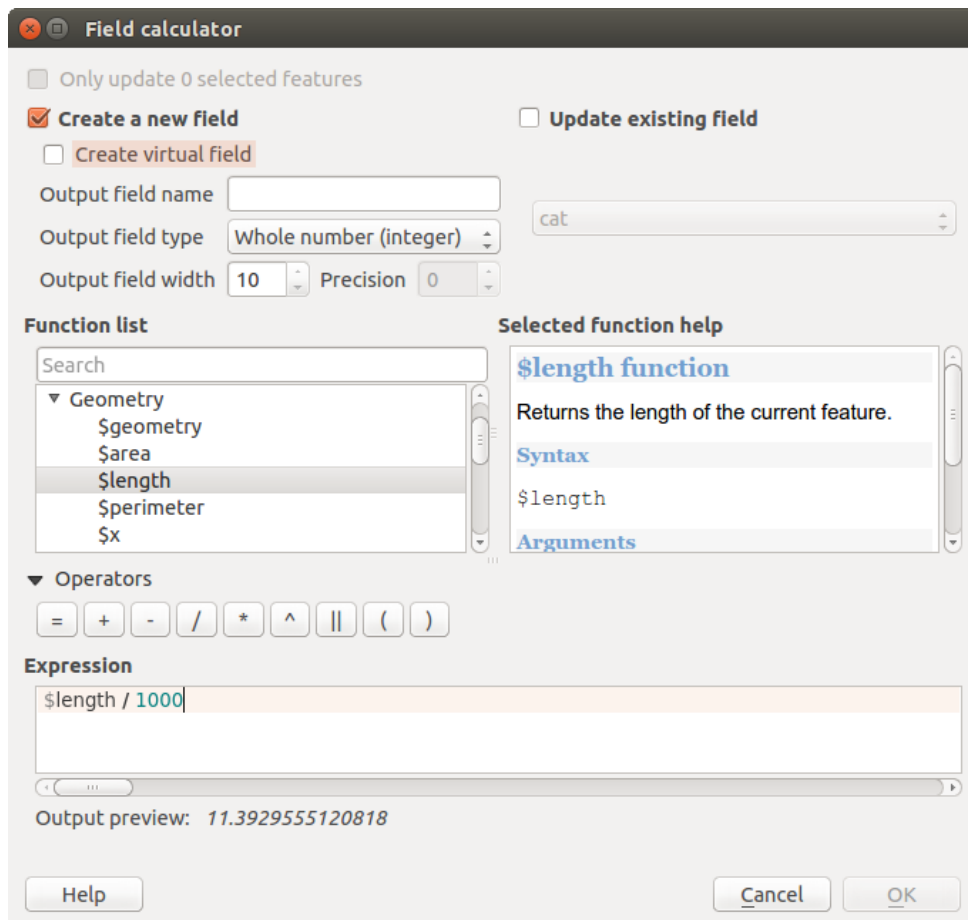 Field calculator
Only update 0 selected features
Create a new field
Update existing field
Create virtual field
Output field name
cat
Output field type Whole number (integer)
Output field width 10 Precision 0
Function list
Selected function help
Search
Geometry
$geometry
$area
$length
$perimeter
$x
$length function
Returns the length of the current feature.
Syntax
$length
Arguments
Operators
= + - / * ^ || ( )
Expression
$length / 1000
Output preview: 11.3929555120818
Help Cancel OK